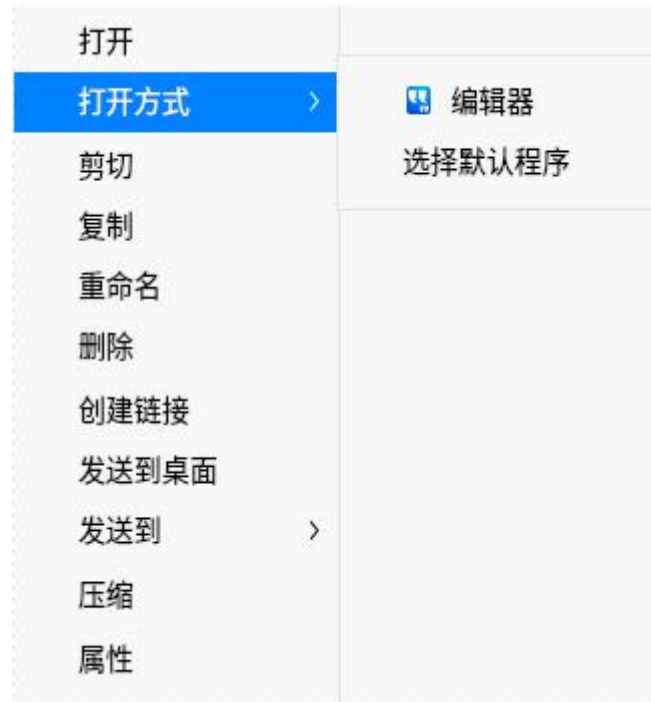 打开
打开方式
编辑器
选择默认程序
剪切
复制
重命名
删除
创建链接
发送到桌面
发送到
压缩
属性